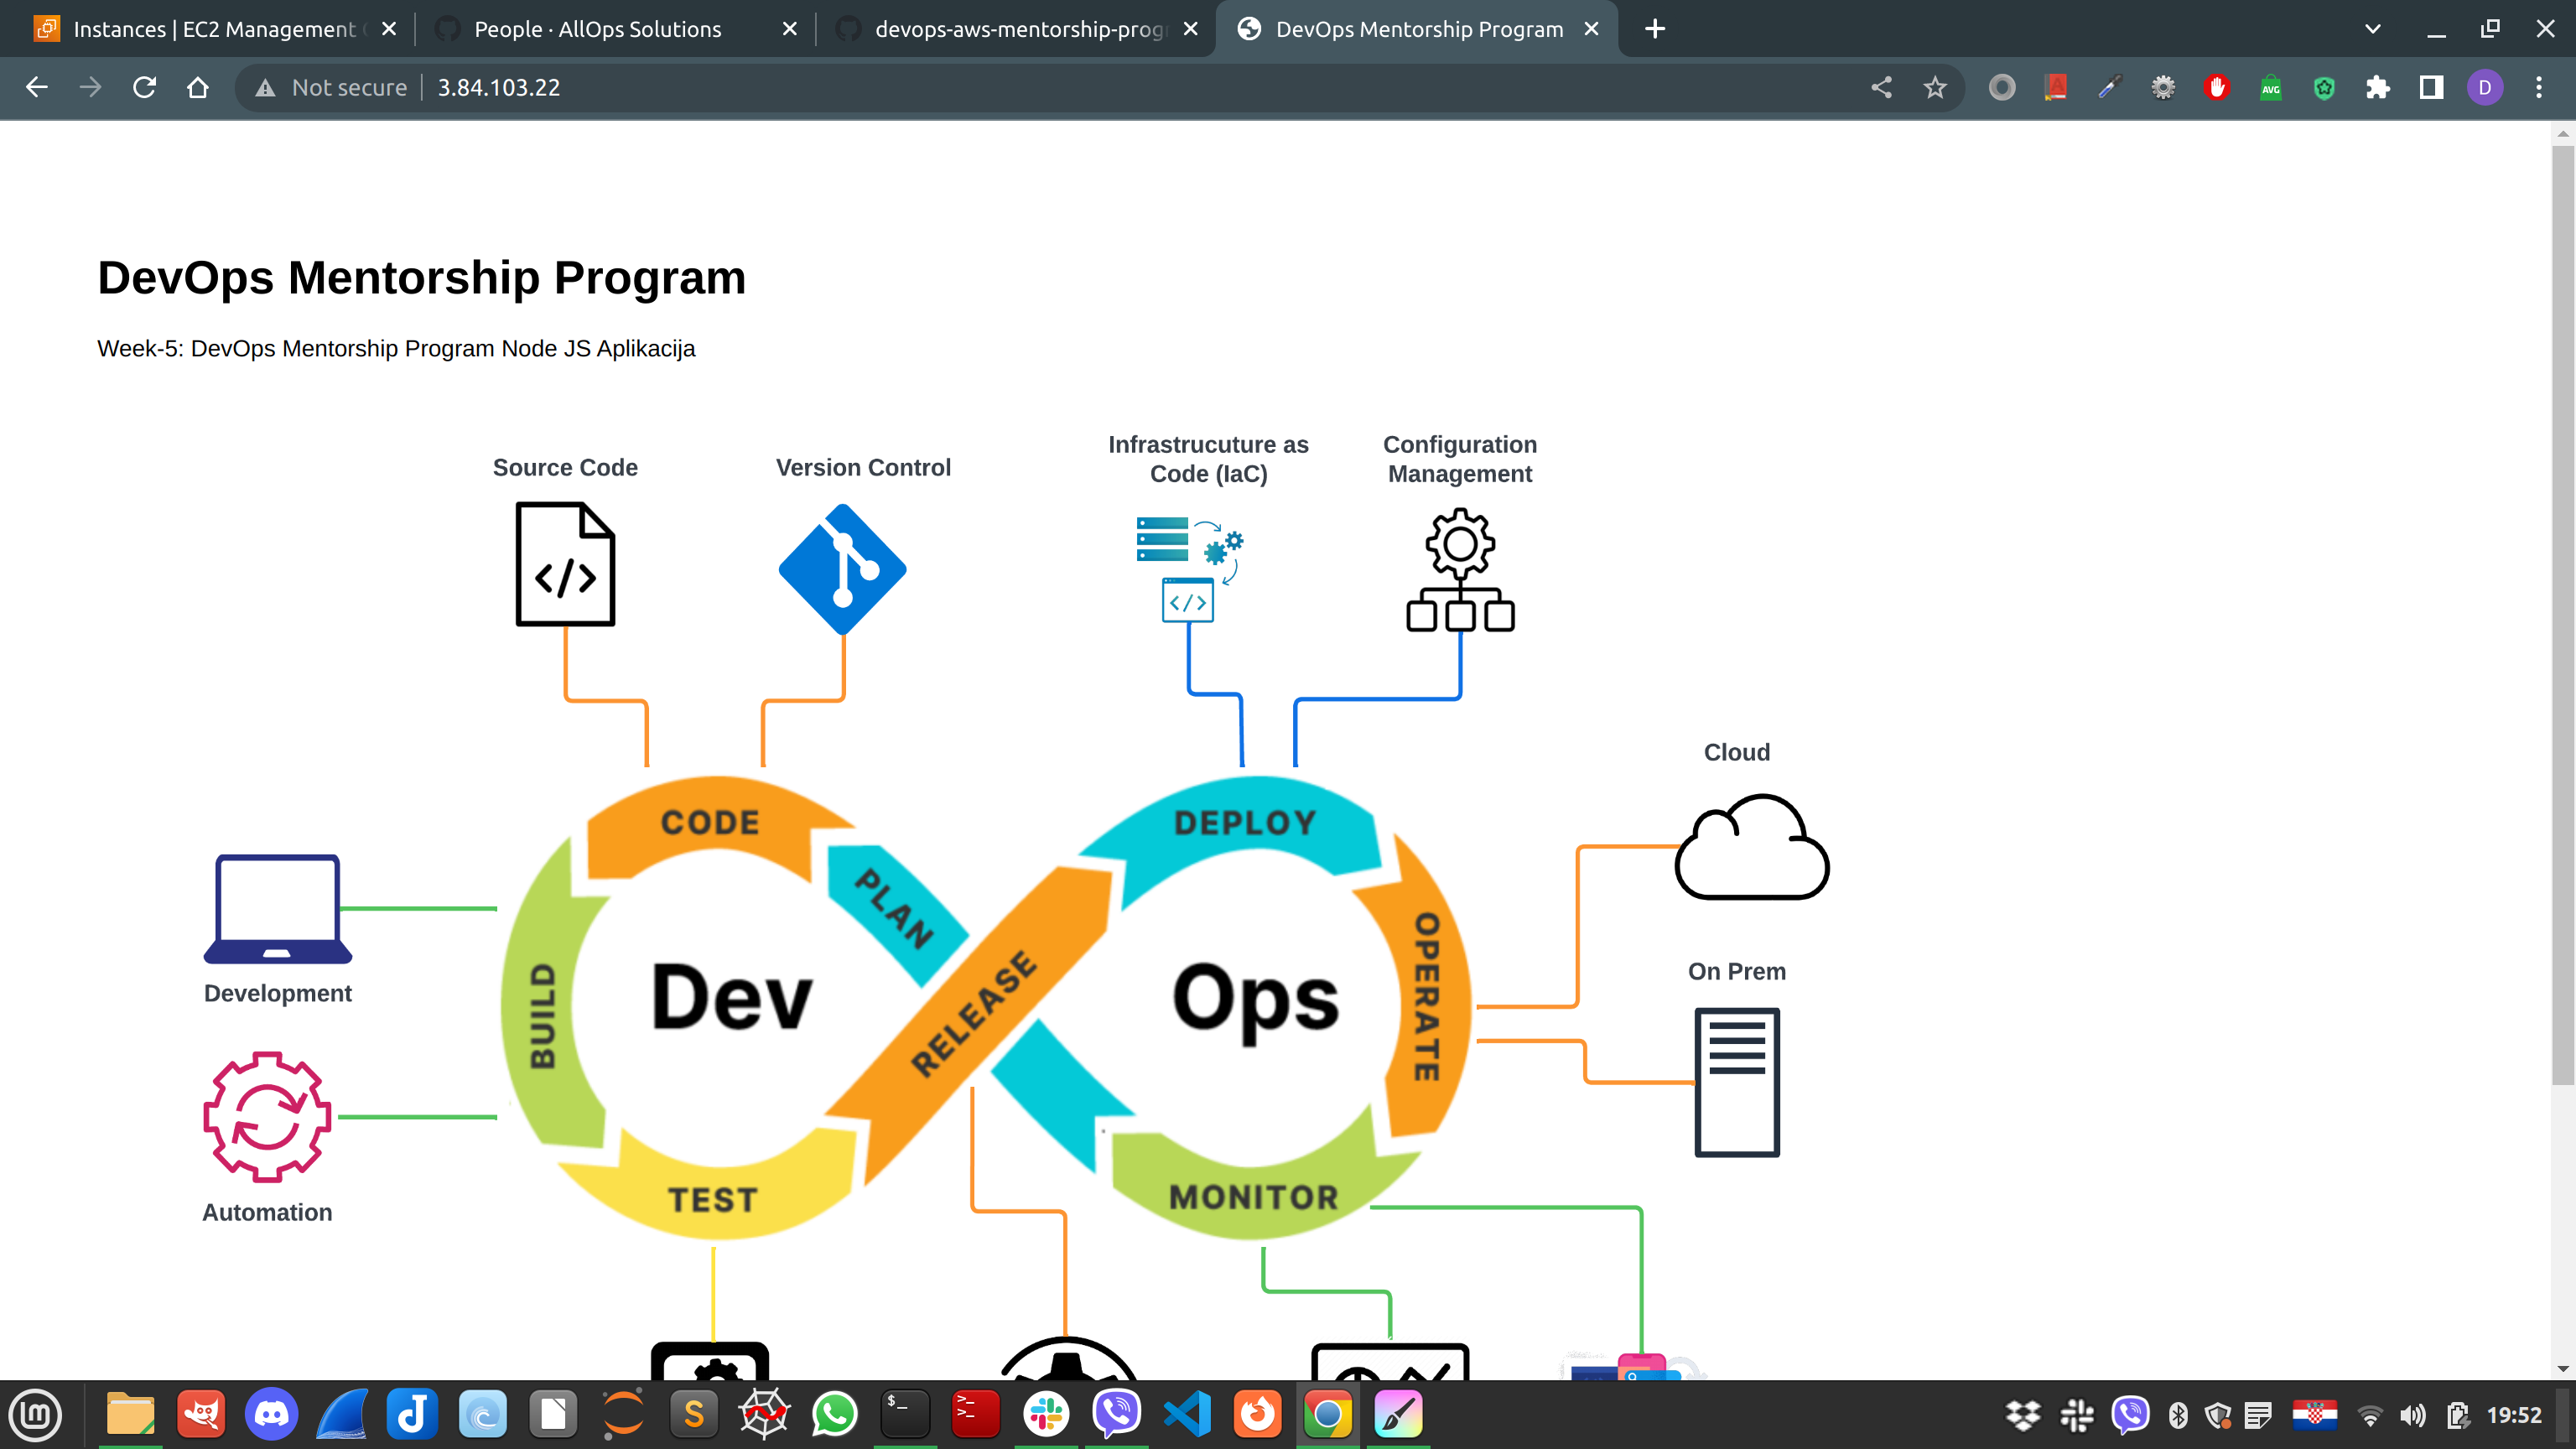 Instances | EC2 Management
People · AllOps Solutions
devops-aws-mentorship-progr
DevOps Mentorship Program
Not secure
3.84.103.22
AVG
D
DevOps Mentorship Program
Week-5: DevOps Mentorship Program Node JS Aplikacija
Source Code
Version Control
Infrastrucuture as
Code (IaC)
Configuration
Management
</>
</>
Cloud
CODE
DEPLOY
PLAN
OPERATE
On Prem
Development
BUILD
Dev
RELEASE
Ops
Automation
TEST
MONITOR
$_
>_
>_
S
19:52